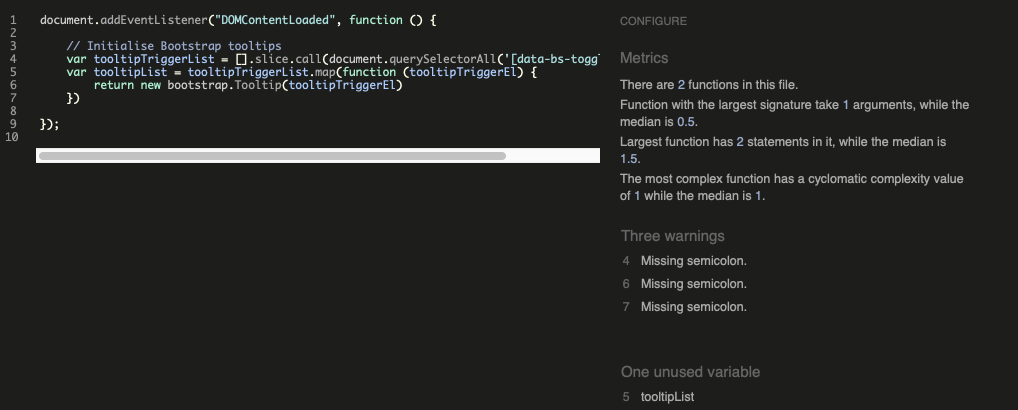 1 document.addEventListener("DOMContentLoaded", function () {
2
3 // Initialise Bootstrap tooltips
4 var tooltipTriggerList = [].slice.call(document.querySelectorAll('[data-bs-togg
5 var tooltipList = tooltipTriggerList.map(function (tooltipTriggerEl) {
6 return new bootstrap.Tooltip(tooltipTriggerEl)
7 })
8
9 });
10
CONFIGURE
Metrics
There are 2 functions in this file.
Function with the largest signature take 1 arguments, while the
median is 0.5.
Largest function has 2 statements in it, while the median is
1.5.
The most complex function has a cyclomatic complexity value
of 1 while the median is 1.
Three warnings
4 Missing semicolon.
6 Missing semicolon.
7 Missing semicolon.
One unused variable
5 tooltipList